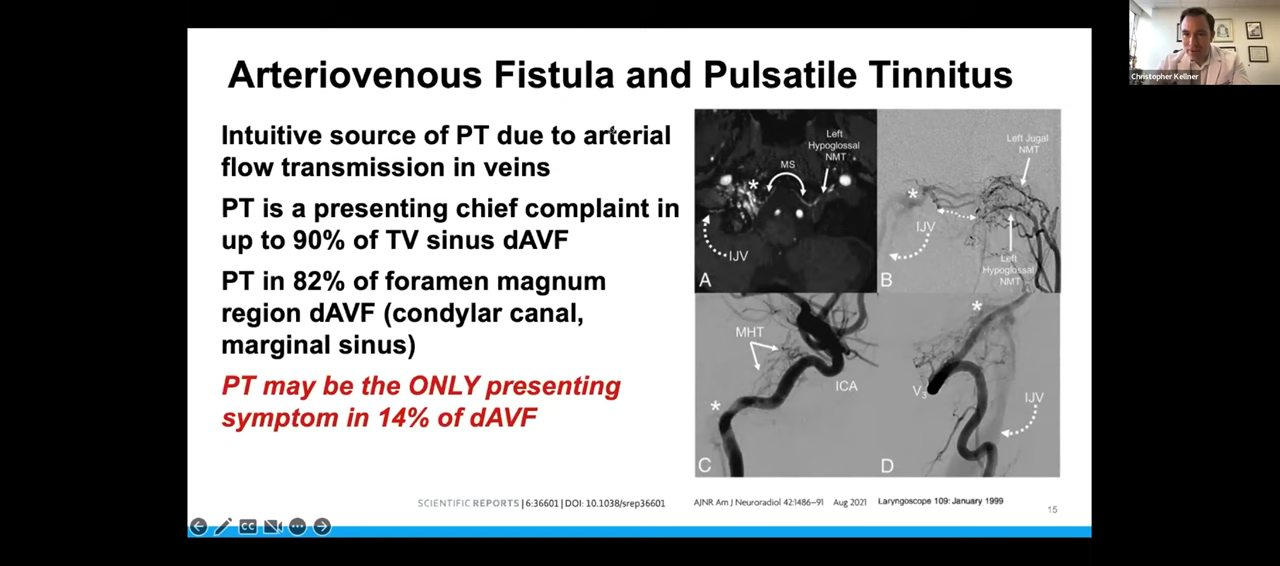 Arteriovenous Fistula and Pulsatile Tinnitus
Intuitive source of PT due to arterial
flow transmission in veins
PT is a presenting chief complaint in
up to 90% of TV sinus dAVF
PT in 82% of foramen magnum
region dAVF (condylar canal,
marginal sinus)
PT may be the ONLY presenting
symptom in 14% of dAVF
MS
Left
Hypoglossal
NMT
*
IJV
A
Left Jugal
NMT
*
IJV
Left
Hypoglossal
NMT
B
MHT
ICA
*
C
*
V3
IJV
D
SCIENTIFIC REPORTS | 6:36601 | DOI: 10.1038/srep36601
AJNR Am J Neuroradiol 42:1486–91 Aug 2021
Laryngoscope 109: January 1999
15
CC
Christopher Kellner